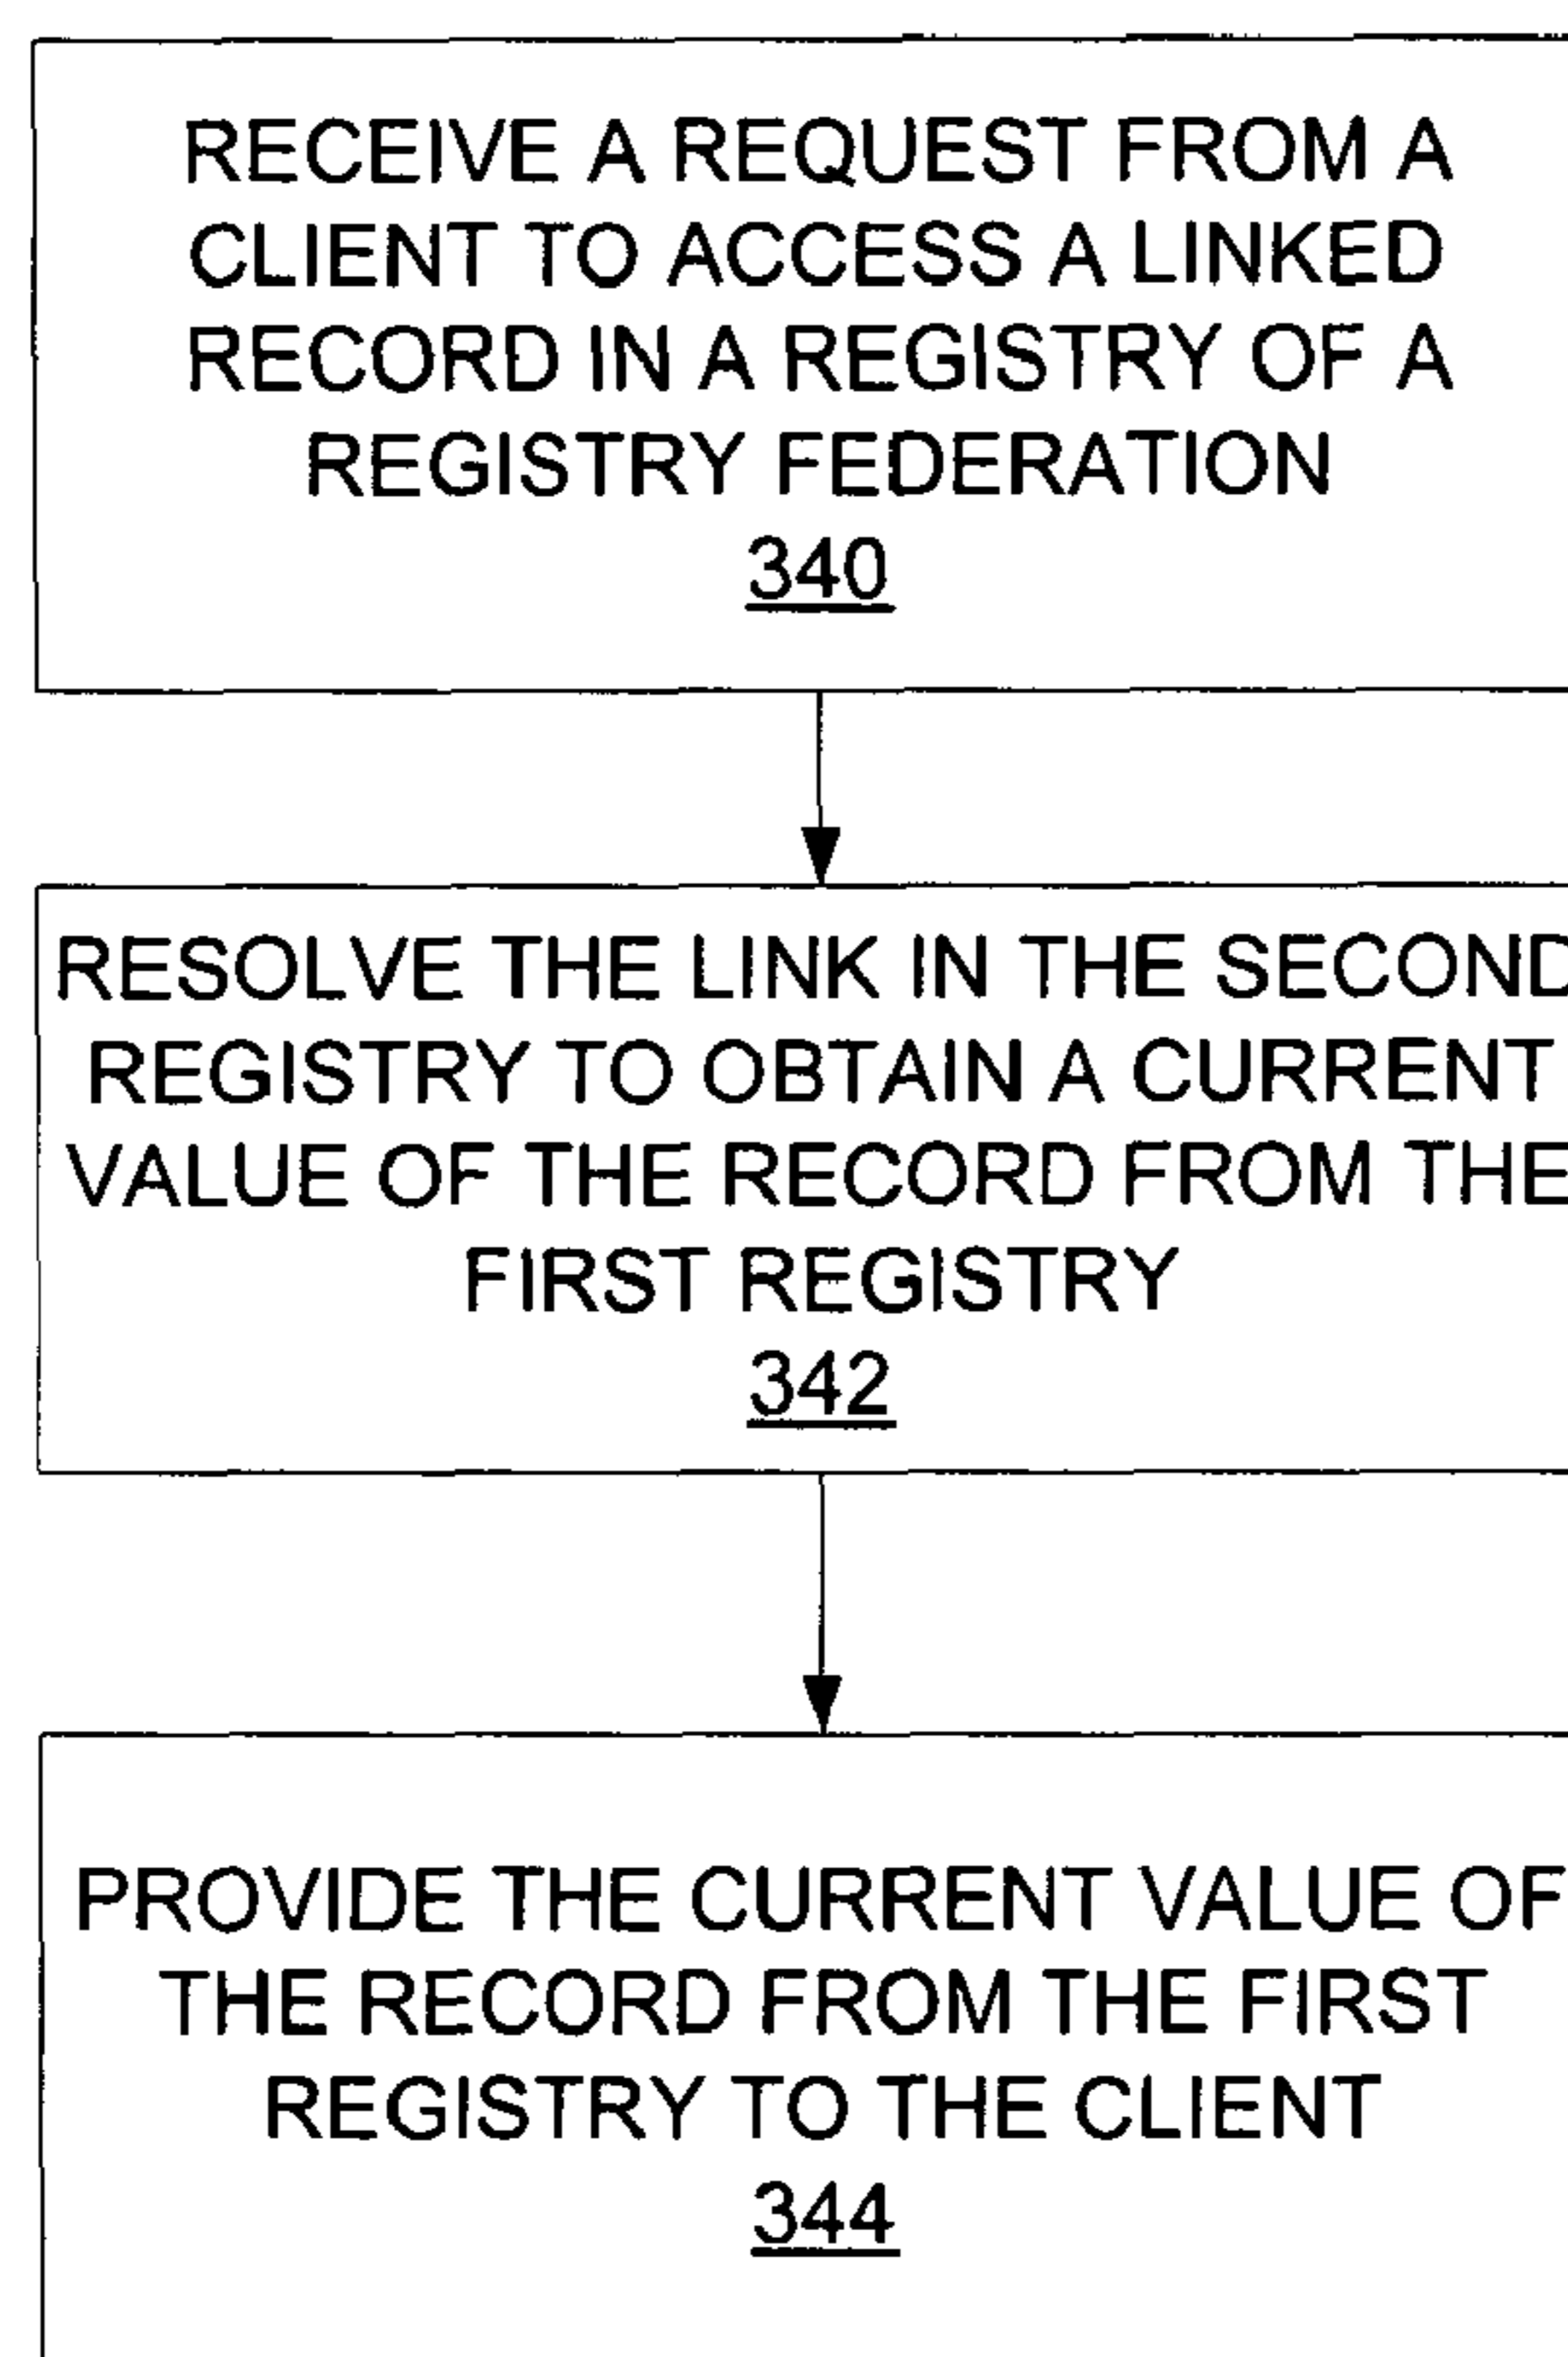 RECEIVE A REQUEST FROM A
CLIENT TO ACCESS A LINKED
RECORD IN A REGISTRY OF A
REGISTRY FEDERATION
340
RESOLVE THE LINK IN THE SECOND
REGISTRY TO OBTAIN A CURRENT
VALUE OF THE RECORD FROM THE
FIRST REGISTRY
342
PROVIDE THE CURRENT VALUE OF
THE RECORD FROM THE FIRST
REGISTRY TO THE CLIENT
344